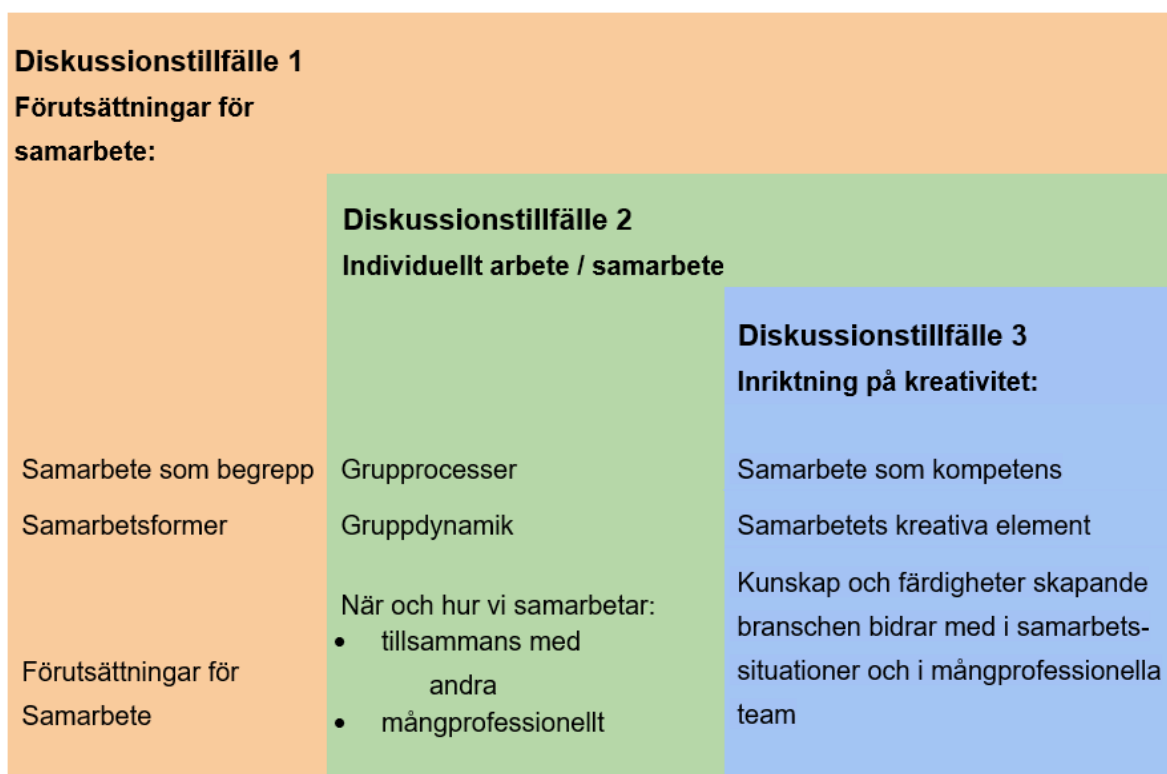 Diskussionstillfälle 1
Förutsättningar för
samarbete:
Diskussionstillfälle 2
Individuellt arbete / samarbete
Diskussionstillfälle 3
Inriktning på kreativitet:
Samarbete som begrepp
Samarbetsformer
Förutsättningar för
Samarbete
Grupprocesser
Gruppdynamik
När och hur vi samarbetar:
• tillsammans med
andra
• mångprofessionellt
Samarbete som kompetens
Samarbetets kreativa element
Kunskap och färdigheter skapande
branschen bidrar med i samarbets-
situationer och i mångprofessionella
team